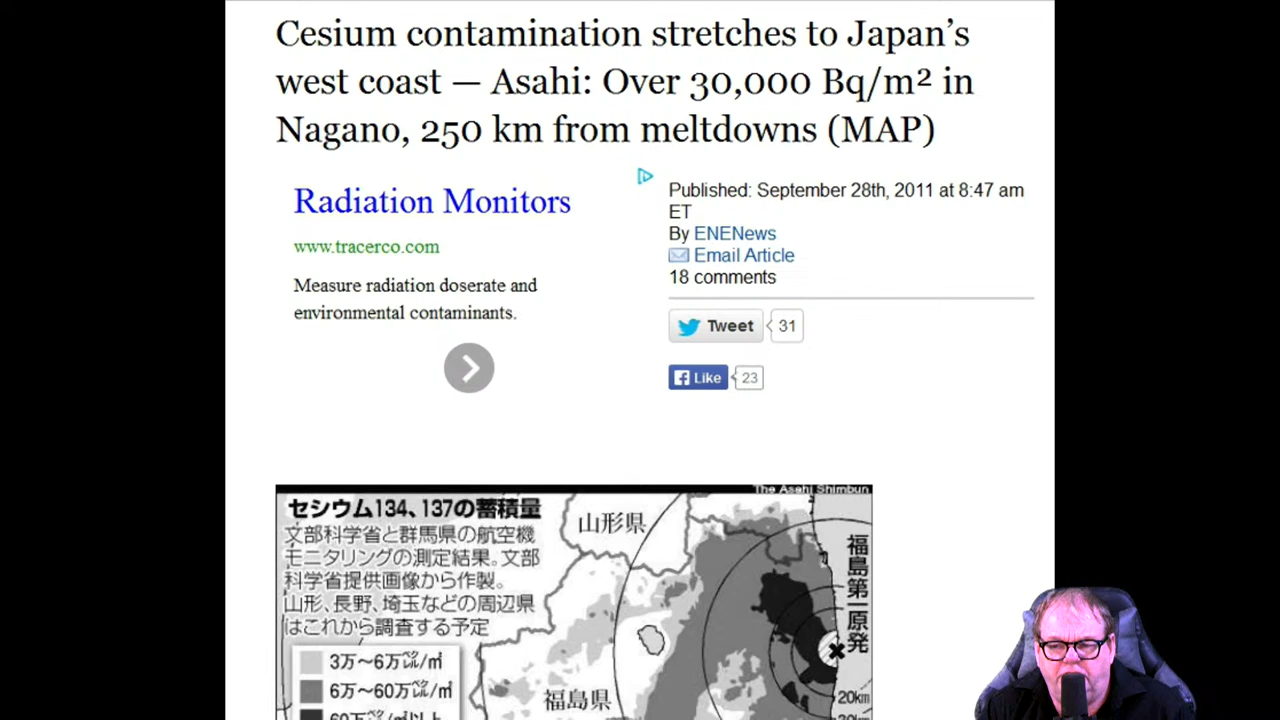 Cesium contamination stretches to Japan’s
west coast — Asahi: Over 30,000 Bq/m² in
Nagano, 250 km from meltdowns (MAP)
Radiation Monitors
www.tracerco.com
Measure radiation doserate and
environmental contaminants.
Published: September 28th, 2011 at 8:47 am
ET
By ENENews
Email Article
18 comments
Tweet 31
Like 23
The Asahi Shimbun
セシウム134、137の蓄積量
文部科学省と群馬県の航空機
モニタリングの測定結果。文部
科学省提供画像から作製。
山形、長野、埼玉などの周辺県
はこれから調査する予定
3万〜6万ベクレル/㎡
6万〜60万ベクレル/㎡
山形県
福島県
福島第一原発
20km